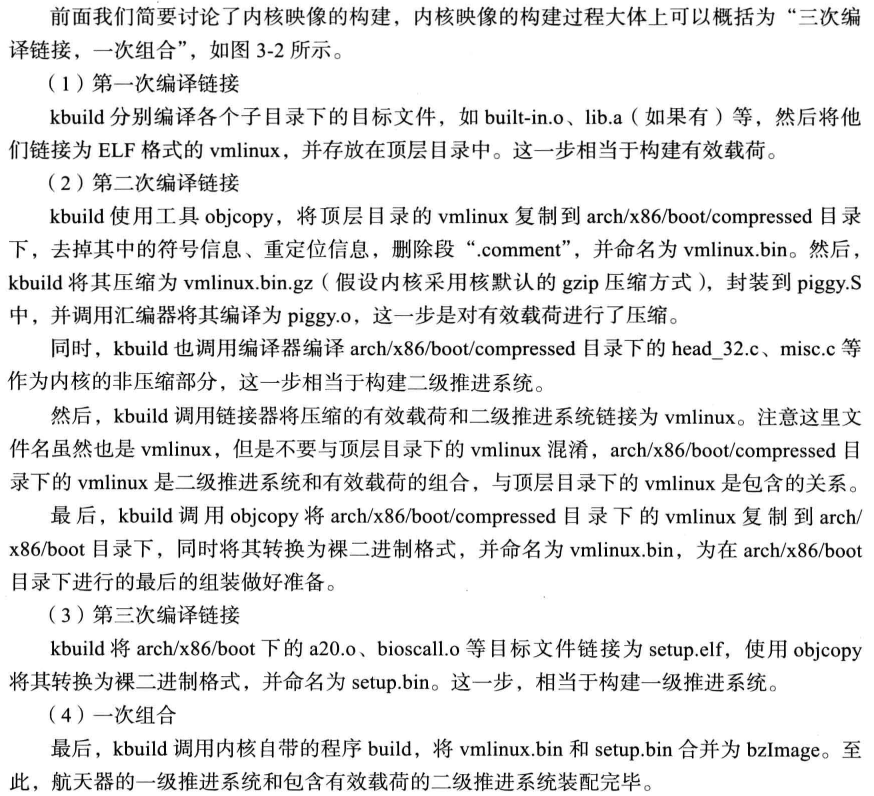 前面我们简要讨论了内核映像的构建，内核映像的构建过程大体上可以概括为“三次编
译链接，一次组合”，如图 3-2 所示。
（1）第一次编译链接
kbuild 分别编译各个子目录下的目标文件，如 built-in.o、lib.a（如果有）等，然后将他
们链接为 ELF 格式的 vmlinux，并存放在顶层目录中。这一步相当于构建有效载荷。
（2）第二次编译链接
kbuild 使用工具 objcopy，将顶层目录的 vmlinux 复制到 arch/x86/boot/compressed 目录
下，去掉其中的符号信息、重定位信息，删除段“.comment”，并命名为 vmlinux.bin。然后，
kbuild 将其压缩为 vmlinux.bin.gz（假设内核采用核默认的 gzip 压缩方式），封装到 piggy.S
中，并调用汇编器将其编译为 piggy.o，这一步是对有效载荷进行了压缩。
同时，kbuild 也调用编译器编译 arch/x86/boot/compressed 目录下的 head_32.c、misc.c 等
作为内核的非压缩部分，这一步相当于构建二级推进系统。
然后，kbuild 调用链接器将压缩的有效载荷和二级推进系统链接为 vmlinux。注意这里文
件名虽然也是 vmlinux，但是不要与顶层目录下的 vmlinux 混淆，arch/x86/boot/compressed 目
录下的 vmlinux 是二级推进系统和有效载荷的组合，与顶层目录下的 vmlinux 是包含的关系。
最后，kbuild 调用 objcopy 将 arch/x86/boot/compressed 目录下的 vmlinux 复制到 arch/
x86/boot 目录下，同时将其转换为裸二进制格式，并命名为 vmlinux.bin，为在 arch/x86/boot
目录下进行的最后的组装做好准备。
（3）第三次编译链接
kbuild 将 arch/x86/boot 下的 a20.o、bioscall.o 等目标文件链接为 setup.elf，使用 objcopy
将其转换为裸二进制格式，并命名为 setup.bin。这一步，相当于构建一级推进系统。
（4）一次组合
最后，kbuild 调用内核自带的程序 build，将 vmlinux.bin 和 setup.bin 合并为 bzImage。至
此，航天器的一级推进系统和包含有效载荷的二级推进系统装配完毕。